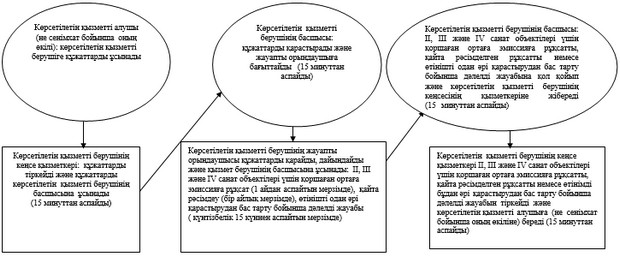 Көрсетілетін қызметті алушы
(не сенімхат бойынша оның
өкілі): көрсетілетін қызметті
берушіге құжаттарды ұсынады
Көрсетілетін қызметті
берушінің кеңсе қызметкері: құжаттарды
тіркейді және құжаттарды
көрсетілетін қызметті берушінің
басшысына ұсынады
(15 минуттан аспайды)
Көрсетілетін қызметті
берушінің басшысы:
құжаттарды қарастырады және
жауапты орындаушыға
бағыттайды (15 минуттан
аспайды)
Көрсетілетін қызметті берушінің жауапты
орындаушысы құжаттарды қарайды, дайындайды
және қызмет берушінің басшысына ұсынады: II, III
және IV санат объектілері үшін қоршаған ортаға
эмиссияға рұқсат (1 айдан аспайтын мерзімде), қайта
ресімдеу (бір айлық мерзімде), өтінішті одан әрі
қарастырудан бас тарту бойынша дәлелді жауабы
( күнтізбелік 15 күннен аспайтын мерзімде)
Көрсетілетін қызметті берушінің басшысы:
II, III және IV санат объектілері үшін
қоршаған ортаға эмиссияға рұқсатты,
қайта ресімделген рұқсатты немесе
өтінішті одан әрі қарастырудан бас тарту
бойынша дәлелді жауабына қол қойып
және көрсетілетін қызметті берушінің
кеңсесінің қызметкеріне жібереді
(15 минуттан аспайды)
Көрсетілетін қызметті берушінің кеңсе
қызметкері II, III және IV санат объектілері
үшін қоршаған ортаға эмиссияға рұқсатты,
қайта ресімделген рұқсатты немесе өтінімді
бұдан әрі қарастырудан бас тарту бойынша
дәлелді жауабын тіркейді және
көрсетілетін қызметті алушыға (не сенімхат
бойынша оның өкіліне) береді (15 минуттан
аспайды)